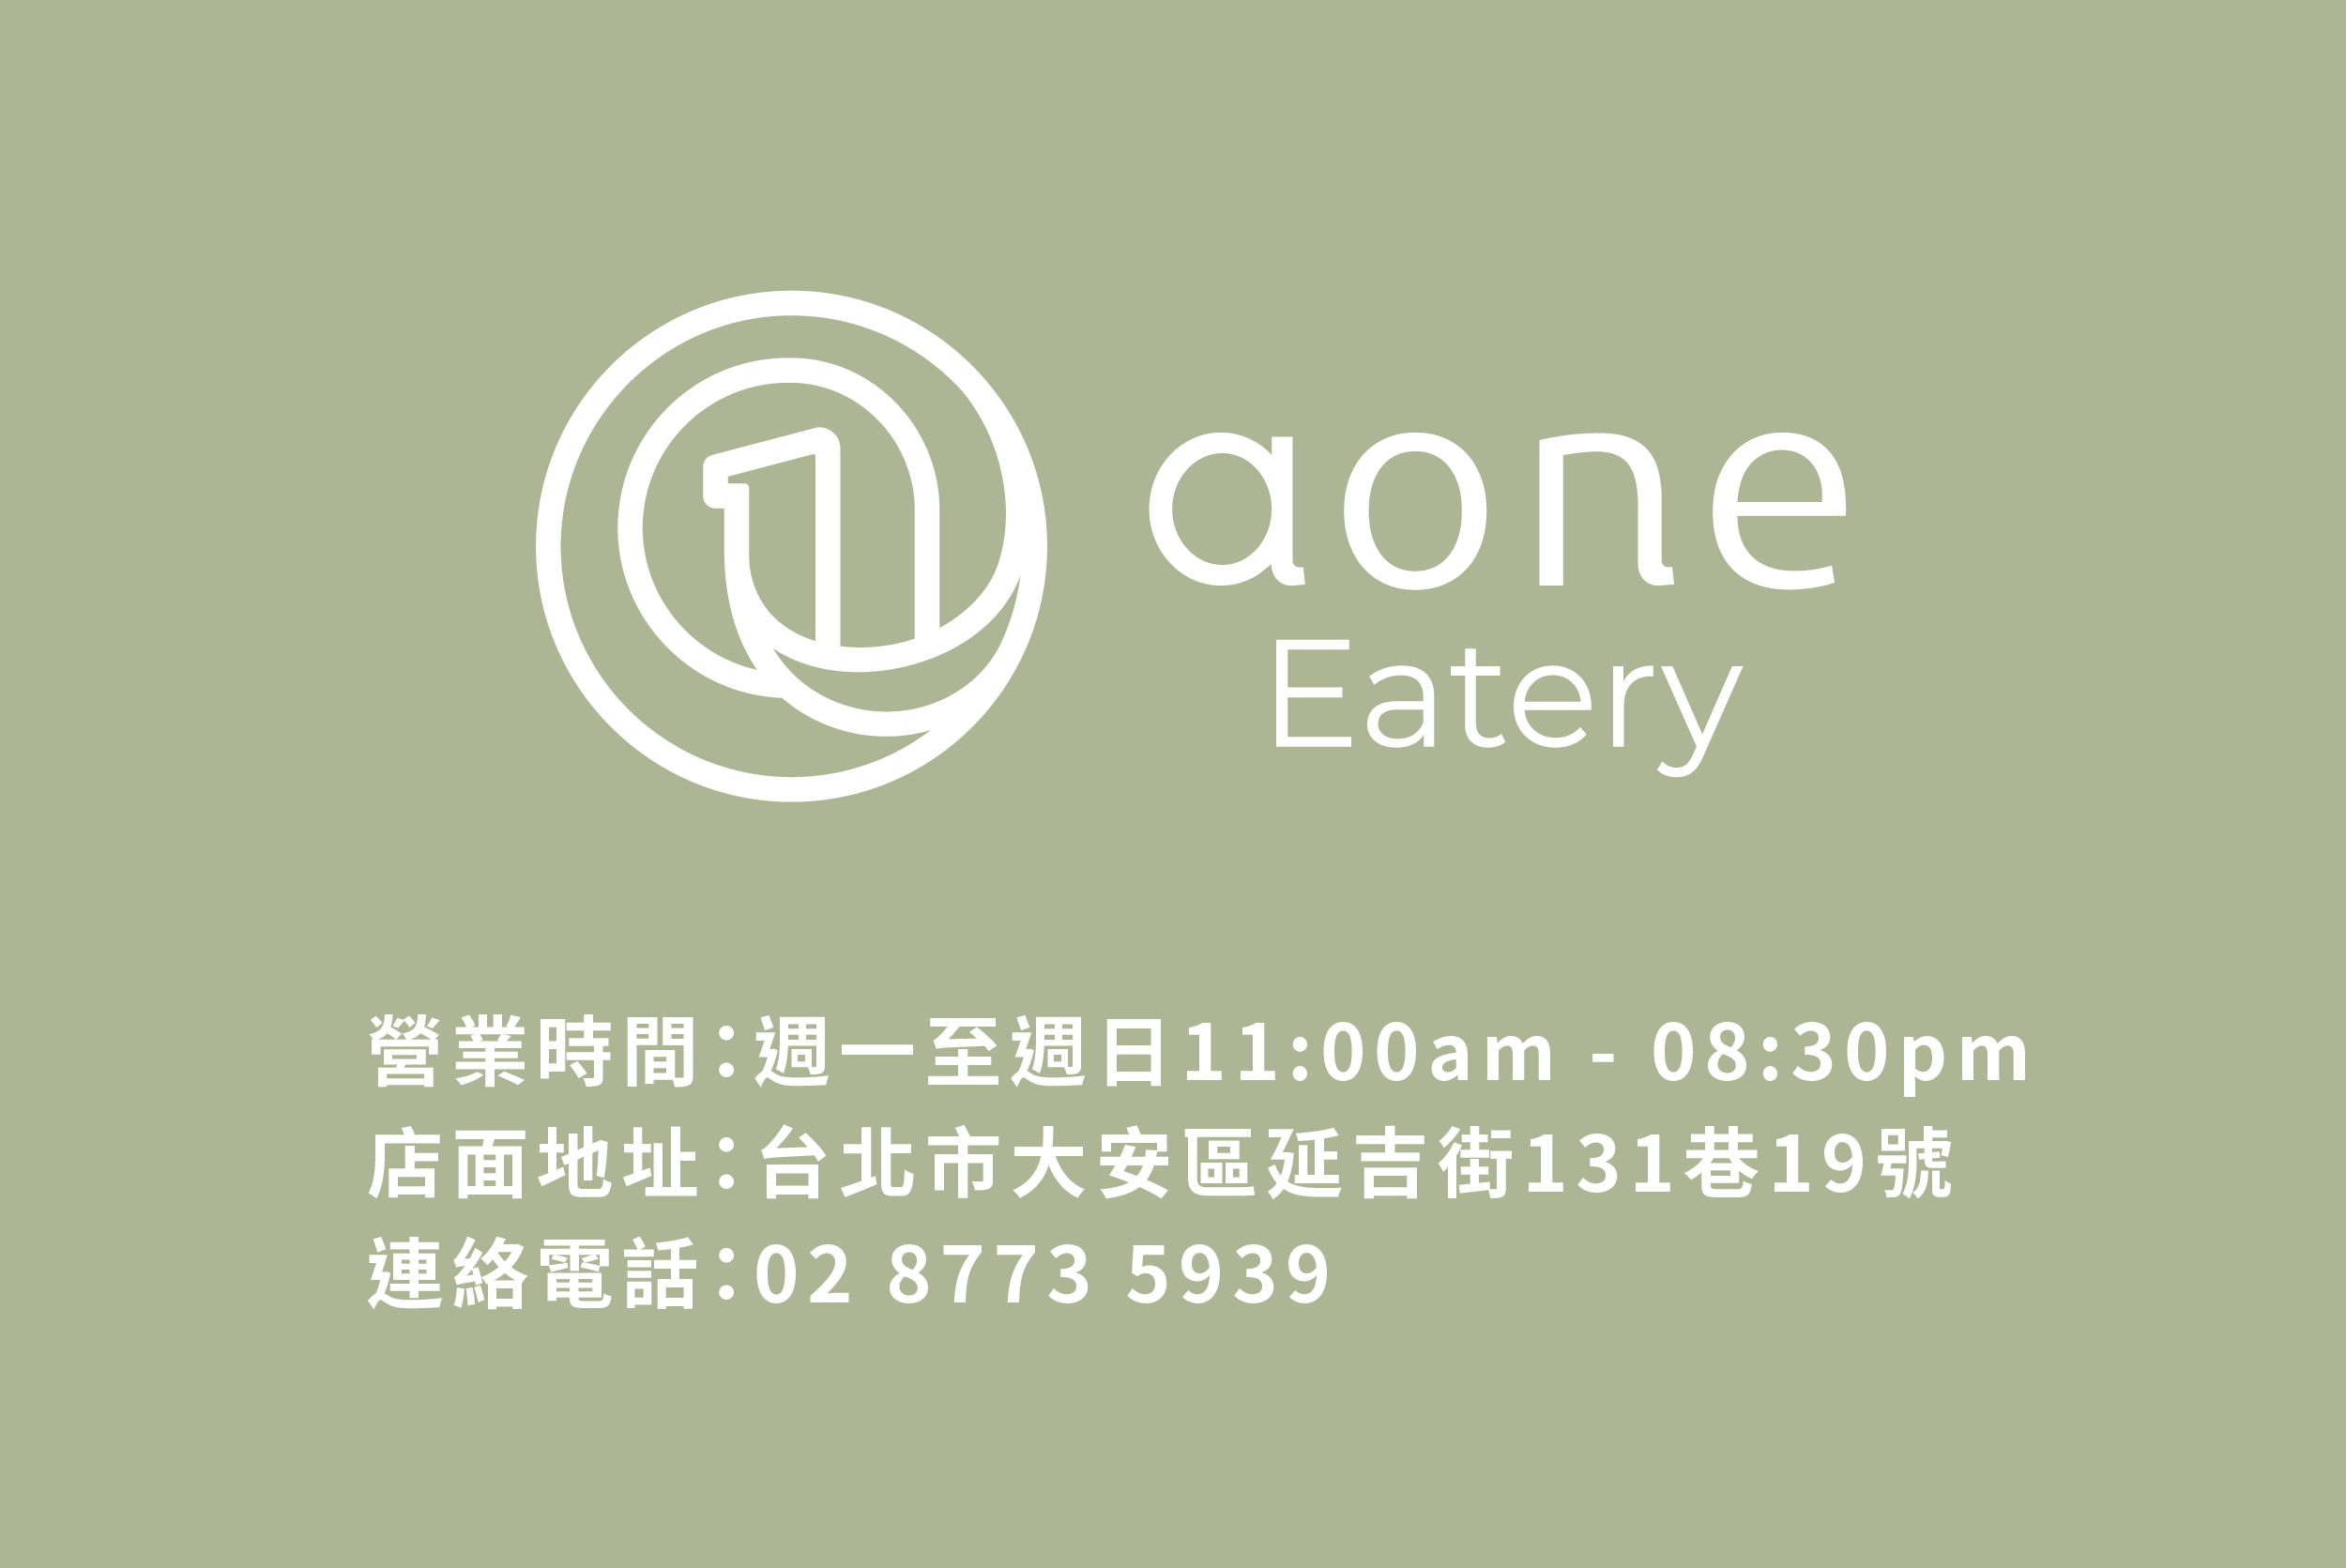 aone
Eatery
營業時間：週一至週日11:00am - 08:30pm
店面地址：台北市大安區延吉街131巷19號
連絡電話：02 8773 5939